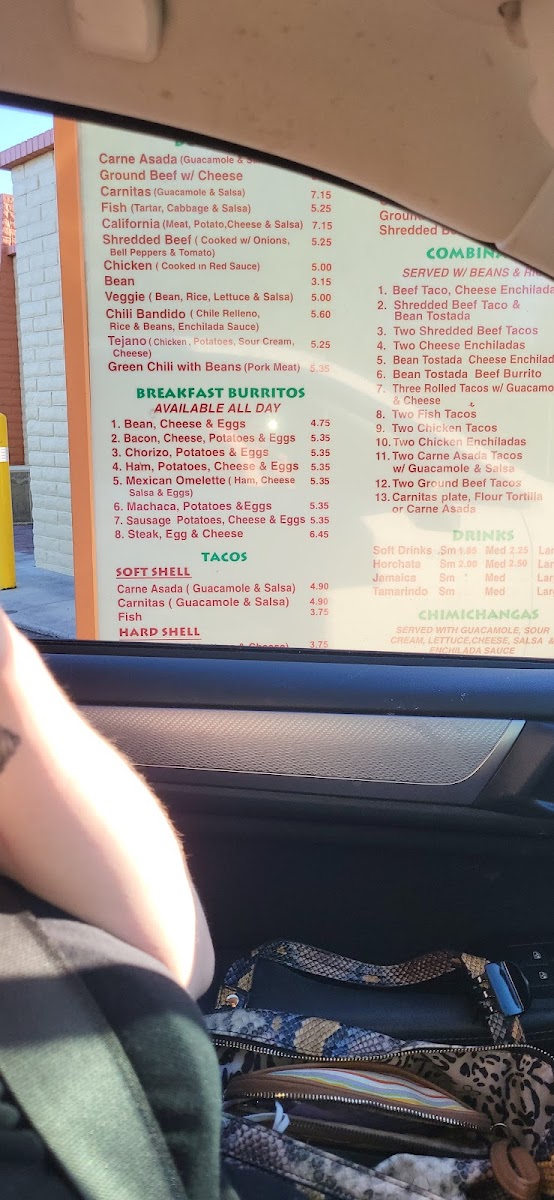 Carne Asada (Guacamole &
Ground Beef w/ Cheese
Carnitas (Guacamole & Salsa) 7.15
Fish (Tartar, Cabbage & Salsa) 5.25
California (Meat, Potato,Cheese & Salsa) 7.15
Shredded Beef ( Cooked w/ Onions, 5.25
Bell Peppers & Tomato)
Chicken ( Cooked in Red Sauce) 5.00
Bean 3.15
Veggie ( Bean, Rice, Lettuce & Salsa) 5.00
Chili Bandido ( Chile Relleno, 5.60
Rice & Beans, Enchilada Sauce)
Tejano ( Chicken , Potatoes, Sour Cream, 5.25
Cheese)
Green Chili with Beans (Pork Meat) 5.35
BREAKFAST BURRITOS
AVAILABLE ALL DAY
1. Bean, Cheese & Eggs 4.75
2. Bacon, Cheese, Potatoes & Eggs 5.35
3. Chorizo, Potatoes & Eggs 5.35
4. Ham, Potatoes, Cheese & Eggs 5.35
5. Mexican Omelette ( Ham, Cheese 5.35
Salsa & Eggs)
6. Machaca, Potatoes &Eggs 5.35
7. Sausage Potatoes, Cheese & Eggs 5.35
8. Steak, Egg & Cheese 6.45
TACOS
SOFT SHELL
Carne Asada ( Guacamole & Salsa) 4.90
Carnitas ( Guacamole & Salsa) 4.90
Fish 3.75
HARD SHELL
& Cheese) 3.75
Shredded
COMBINA
SERVED W/ BEANS &
1. Beef Taco, Cheese Enchilada
2. Shredded Beef Taco &
Bean Tostada
3. Two Shredded Beef Tacos
4. Two Cheese Enchiladas
5. Bean Tostada Cheese Enchilad
6. Bean Tostada Beef Burrito
7. Three Rolled Tacos w/ Guacamo
& Cheese
8. Two Fish Tacos
9. Two Chicken Tacos
10. Two Chicken Enchiladas
11. Two Carne Asada Tacos
w/ Guacamole & Salsa
12. Two Ground Beef Tacos
13. Carnitas plate, Flour Tortilla
or Carne Asada
DRINKS
Soft Drinks Sm 1.85 Med 2.25 Lar
Horchata Sm 2.00 Med 2.50 Lar
Jamaica Sm Med Lar
Tamarindo Sm Med Lar
CHIMICHANGAS
SERVED WITH GUACAMOLE, SOUR
CREAM, LETTUCE,CHEESE, SALSA &
ENCHILADA SAUCE